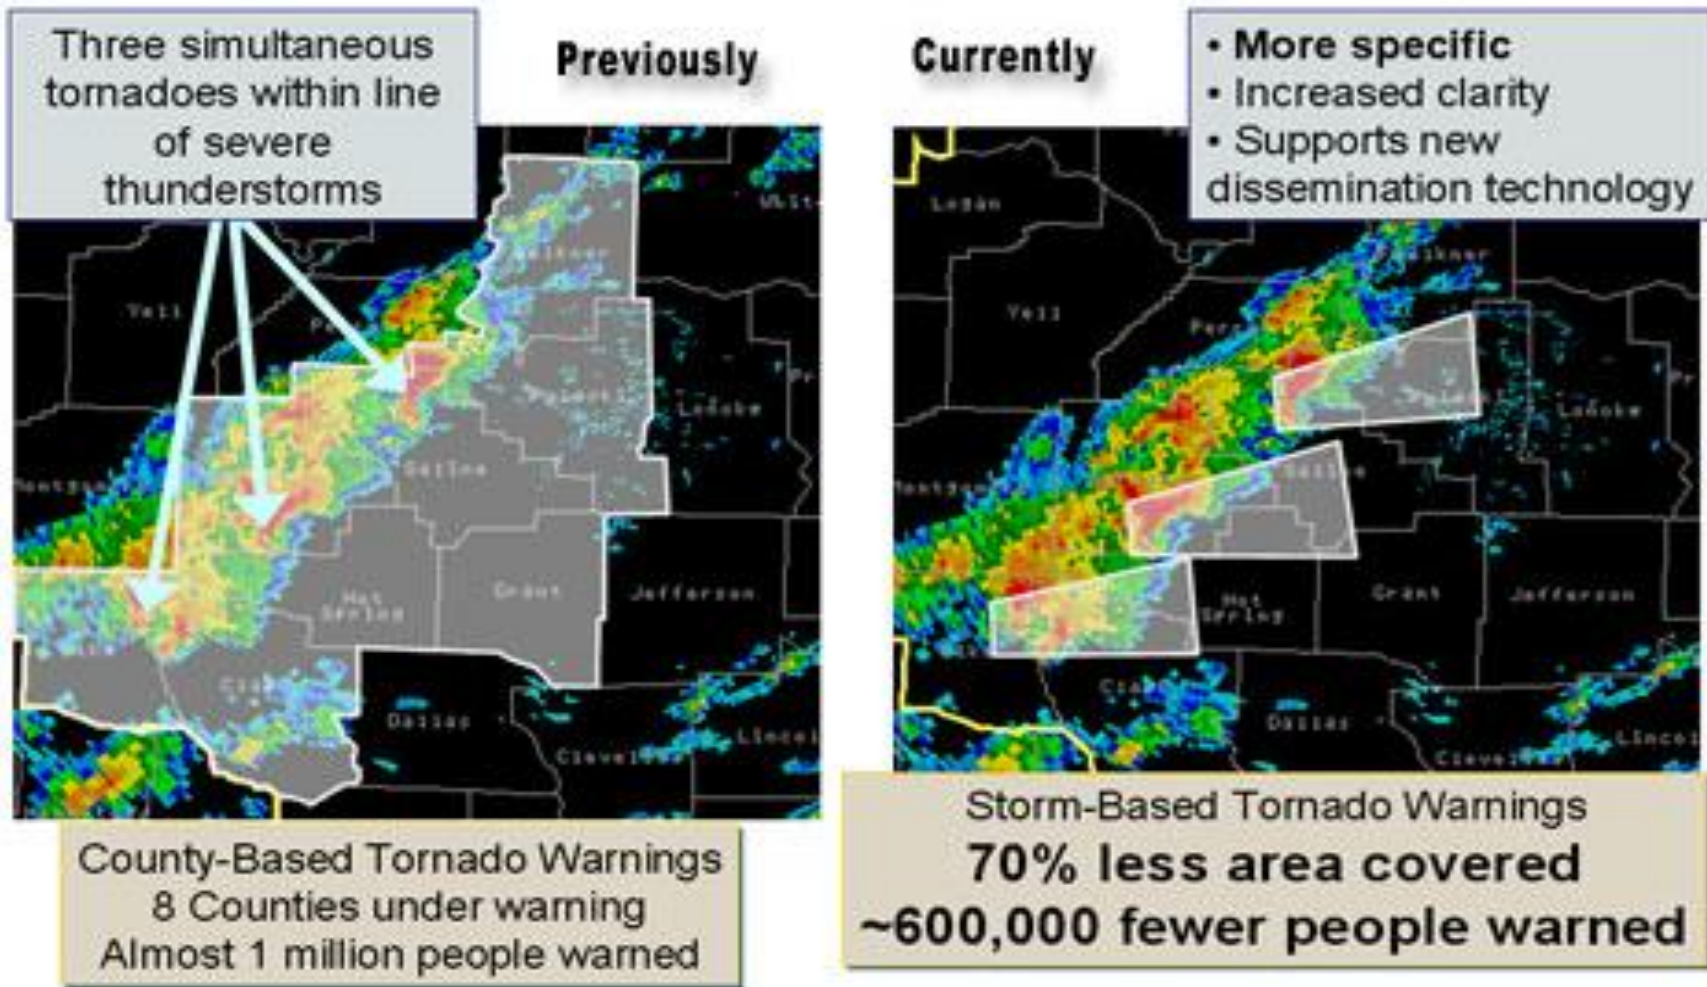 Three simultaneous
tornadoes within line
of severe
thunderstorms
Previously
Currently
• More specific
• Increased clarity
• Supports new
dissemination technology
Yell
Saline
Hot
Spring
Grant
Jefferson
Dallas
Logan
Yell
Saline
Hot
Spring
Grant
Jefferson
Dallas
County-Based Tornado Warnings
8 Counties under warning
Almost 1 million people warned
Storm-Based Tornado Warnings
70% less area covered
~600,000 fewer people warned